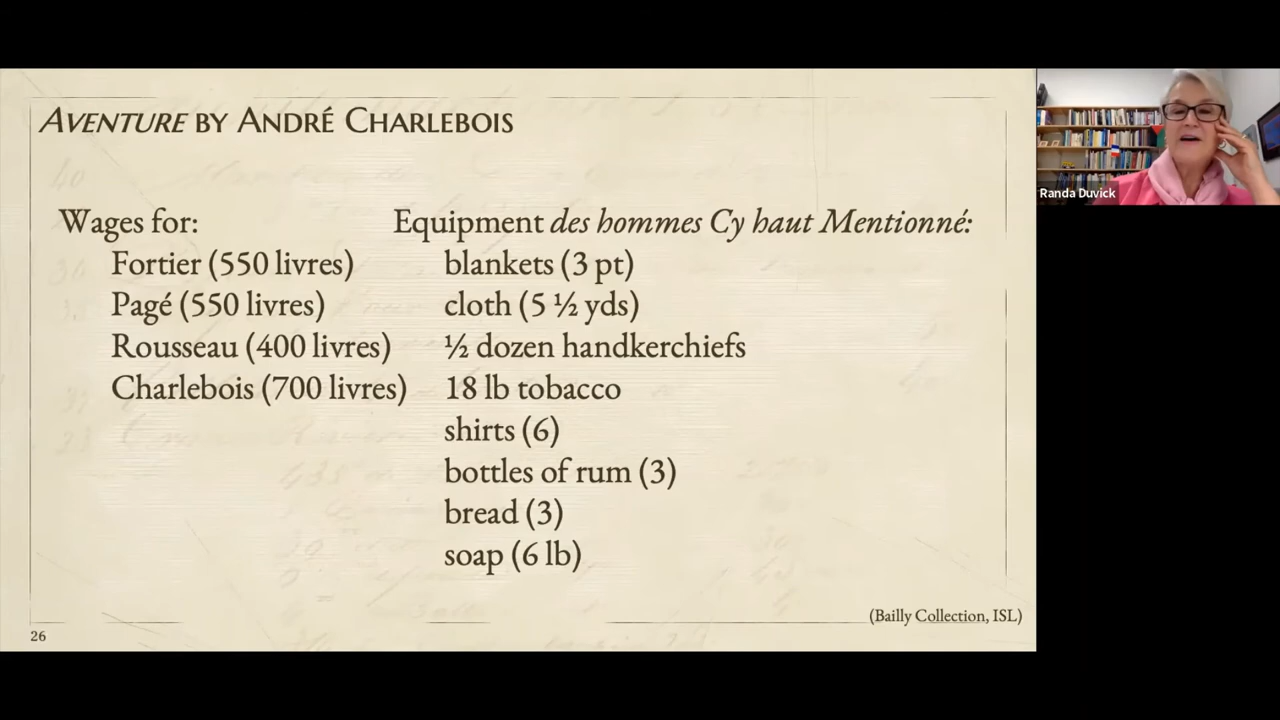 AVENTURE BY ANDRÉ CHARLEBOIS
Wages for:
Fortier (550 livres)
Pagé (550 livres)
Rousseau (400 livres)
Charlebois (700 livres)
Equipment des hommes Cy haut Mentionné:
blankets (3 pt)
cloth (5 ½ yds)
½ dozen handkerchiefs
18 lb tobacco
shirts (6)
bottles of rum (3)
bread (3)
soap (6 lb)
(Bailly Collection, ISL)
26
Randa Duvick